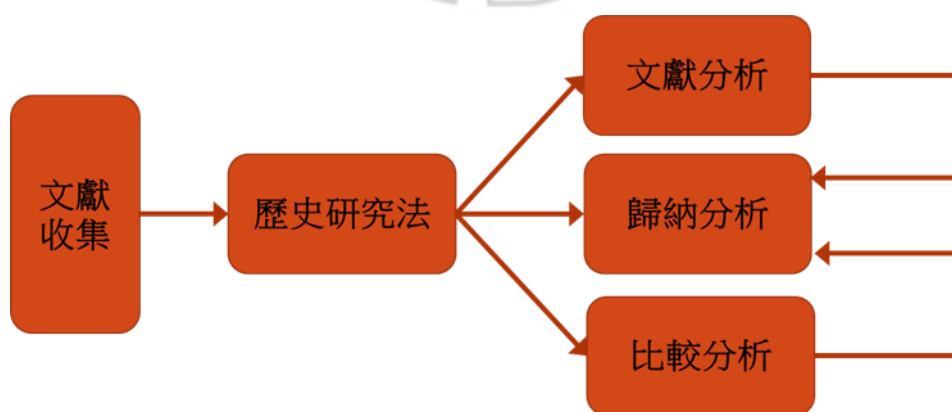 文獻
收集
歷史研究法
文獻分析
歸納分析
比較分析